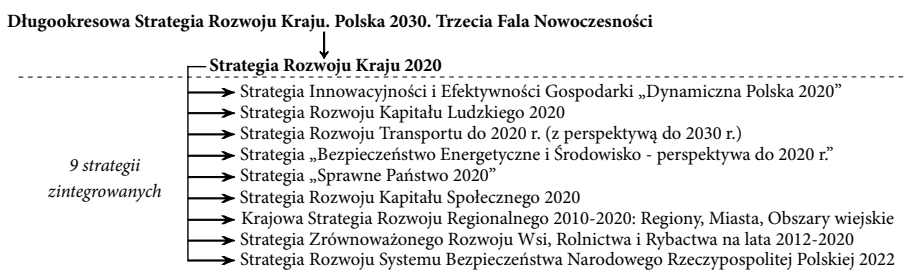 Długookresowa Strategia Rozwoju Kraju. Polska 2030. Trzecia Fala Nowoczesności
Strategia Rozwoju Kraju 2020
9 strategii
zintegrowanych
Strategia Innowacyjności i Efektywności Gospodarki „Dynamiczna Polska 2020”
Strategia Rozwoju Kapitału Ludzkiego 2020
Strategia Rozwoju Transportu do 2020 r. (z perspektywą do 2030 r.)
Strategia „Bezpieczeństwo Energetyczne i Środowisko - perspektywa do 2020 r.”
Strategia „Sprawne Państwo 2020”
Strategia Rozwoju Kapitału Społecznego 2020
Krajowa Strategia Rozwoju Regionalnego 2010-2020: Regiony, Miasta, Obszary wiejskie
Strategia Zrównoważonego Rozwoju Wsi, Rolnictwa i Rybactwa na lata 2012-2020
Strategia Rozwoju Systemu Bezpieczeństwa Narodowego Rzeczypospolitej Polskiej 2022